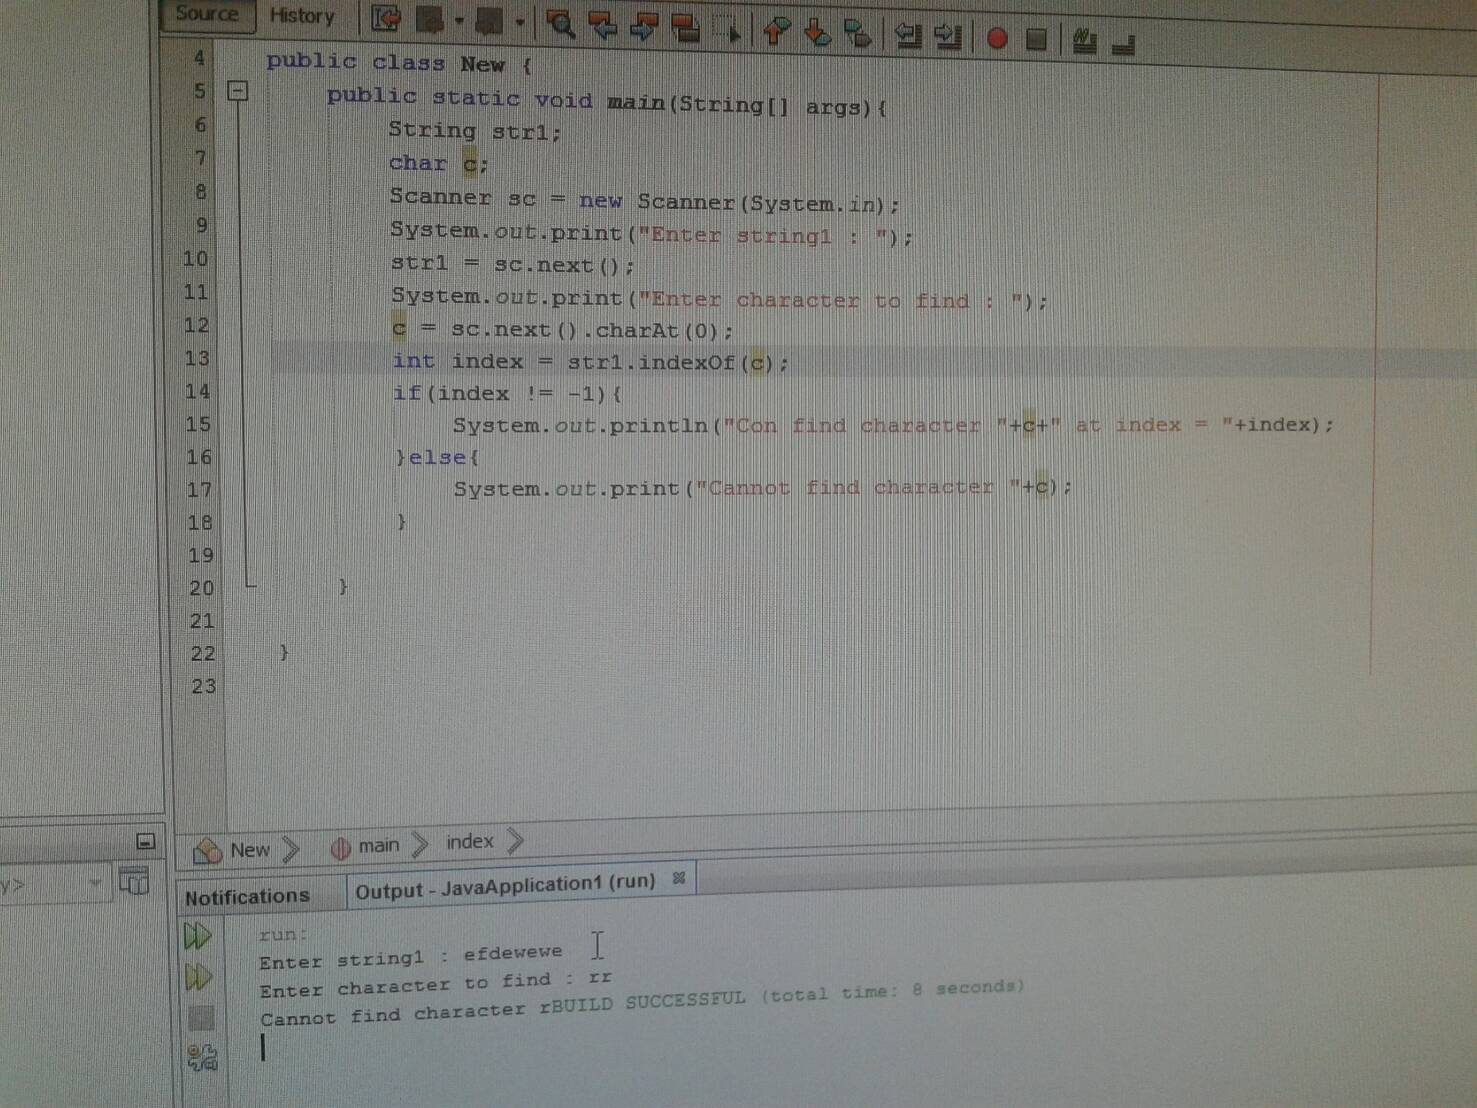 Source History
4 public class New {
5 public static void main(String[] args){
6 String str1;
7 char c;
8 Scanner sc = new Scanner(System.in);
9 System.out.print("Enter string1 : ");
10 str1 = sc.next();
11 System.out.print("Enter character to find : ");
12 c = sc.next().charAt(0);
13 int index = str1.indexOf(c);
14 if(index != -1){
15 System.out.println("Con find character "+c+" at index = "+index);
16 }else{
17 System.out.print("Cannot find character "+c);
18 }
19
20 }
21
22 }
23
New main index
y>
Notifications Output - JavaApplication1 (run)
run:
Enter string1 : efdewewe
Enter character to find : rr
Cannot find character rBUILD SUCCESSFUL (total time: 8 seconds)